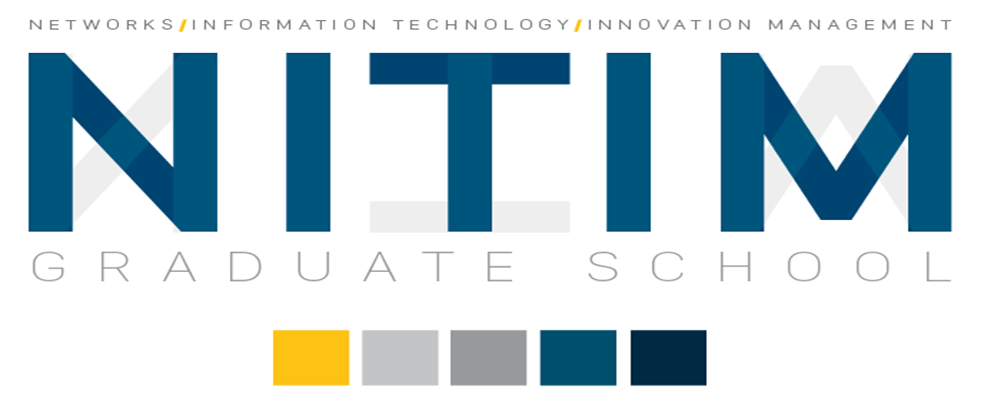 NETWORKS/INFORMATION TECHNOLOGY/INNOVATION MANAGEMENT
NITIM
GRADUATE SCHOOL